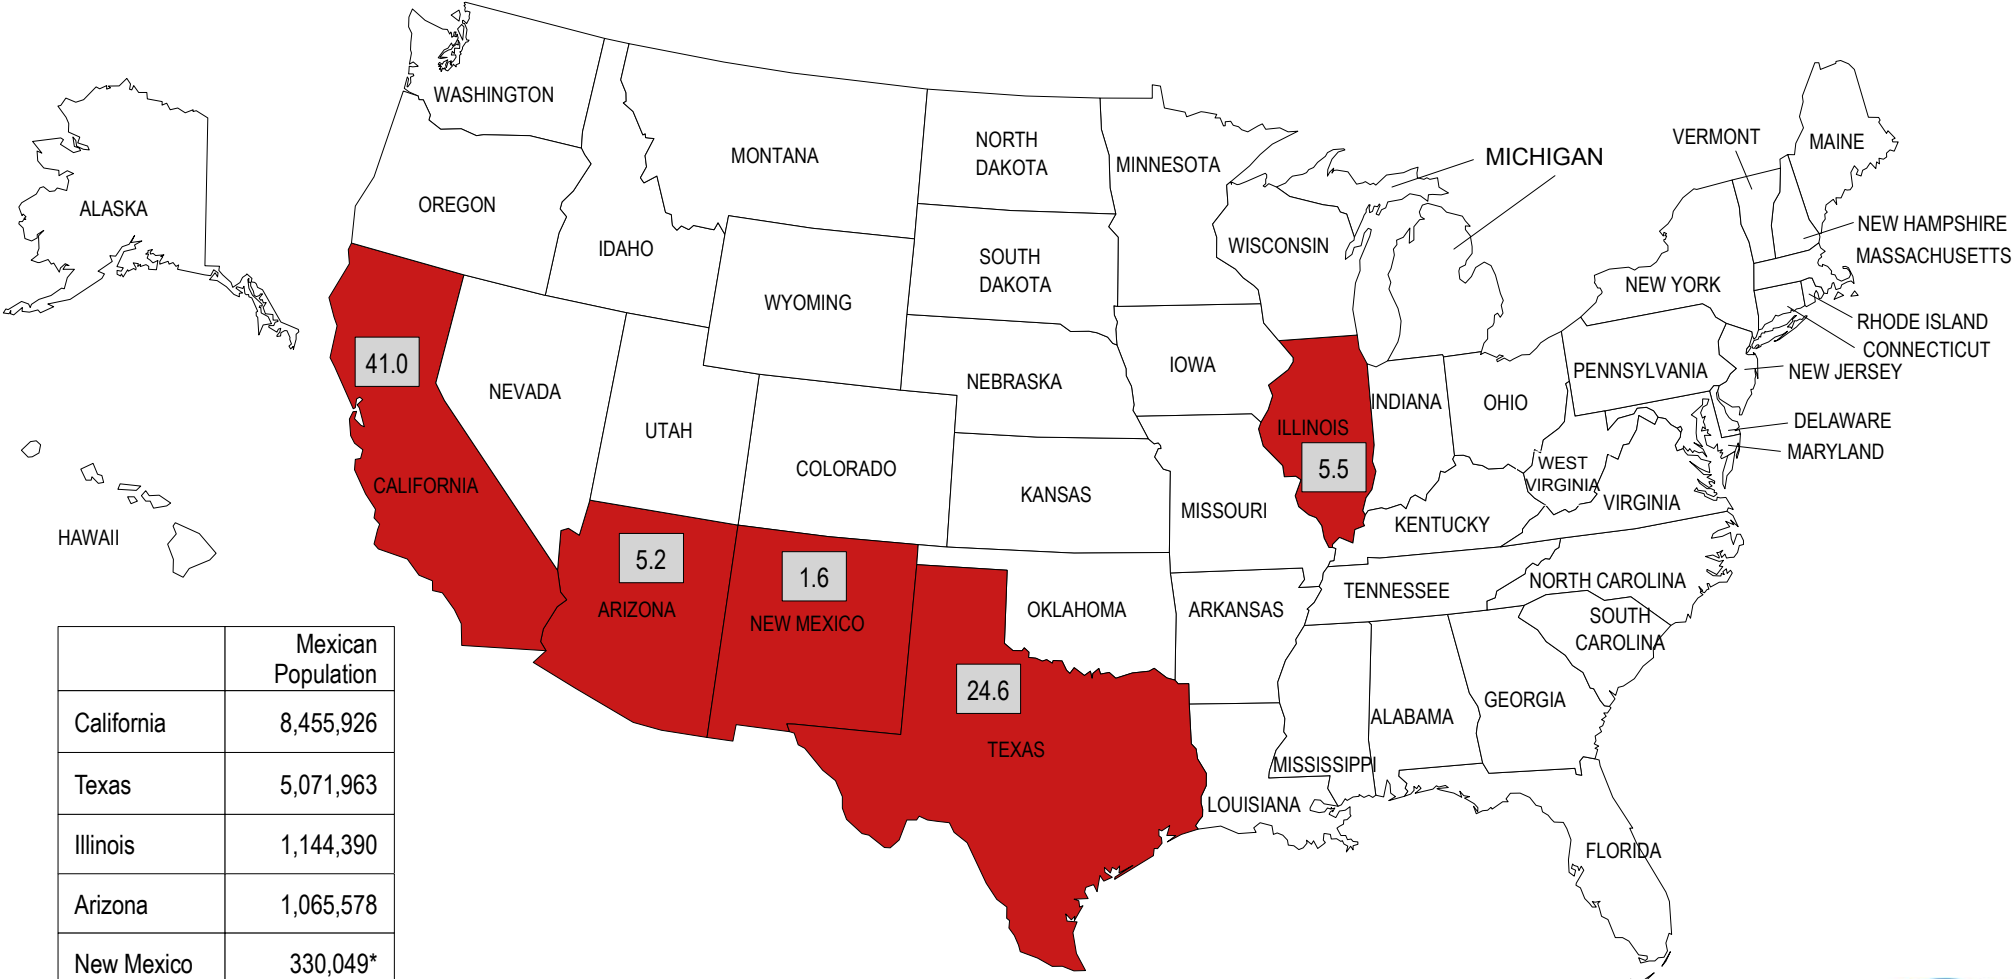 WASHINGTON
MONTANA
NORTH
DAKOTA
MINNESOTA
MICHIGAN
VERMONT
MAINE
ALASKA
OREGON
IDAHO
SOUTH
DAKOTA
WISCONSIN
NEW HAMPSHIRE
MASSACHUSETTS
WYOMING
NEW YORK
RHODE ISLAND
CONNECTICUT
41.0
NEVADA
NEBRASKA
IOWA
INDIANA
OHIO
PENNSYLVANIA
NEW JERSEY
DELAWARE
MARYLAND
UTAH
COLORADO
ILLINOIS
5.5
WEST
VIRGINIA
VIRGINIA
CALIFORNIA
KANSAS
MISSOURI
KENTUCKY
HAWAII
5.2
1.6
ARIZONA
NEW MEXICO
OKLAHOMA
ARKANSAS
TENNESSEE
NORTH CAROLINA
SOUTH
CAROLINA
24.6
TEXAS
ALABAMA
GEORGIA
MISSISSIPPI
LOUISIANA
FLORIDA
Mexican
Population
California 8,455,926
Texas 5,071,963
Illinois 1,144,390
Arizona 1,065,578
New Mexico 330,049*